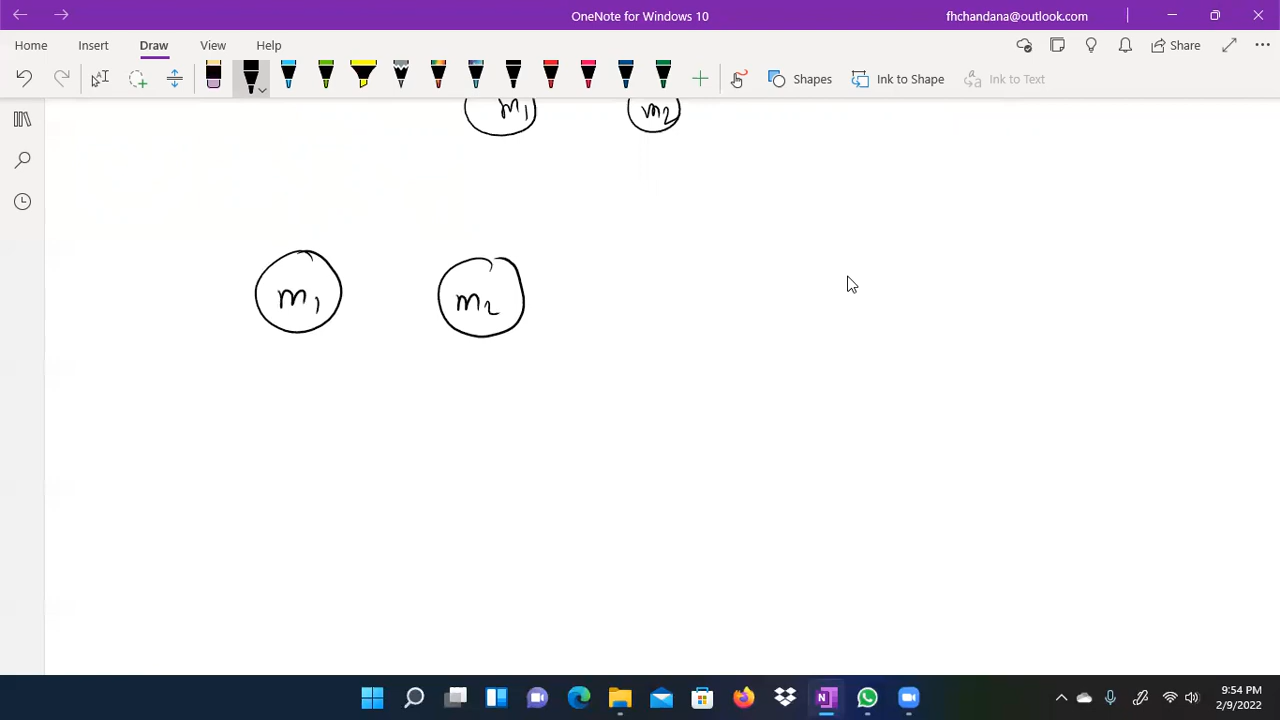 OneNote for Windows 10
fhchandana@outlook.com
Home Insert Draw View Help
Share
Shapes Ink to Shape Ink to Text
m1 m2
m1 m2
9:54 PM
2/9/2022